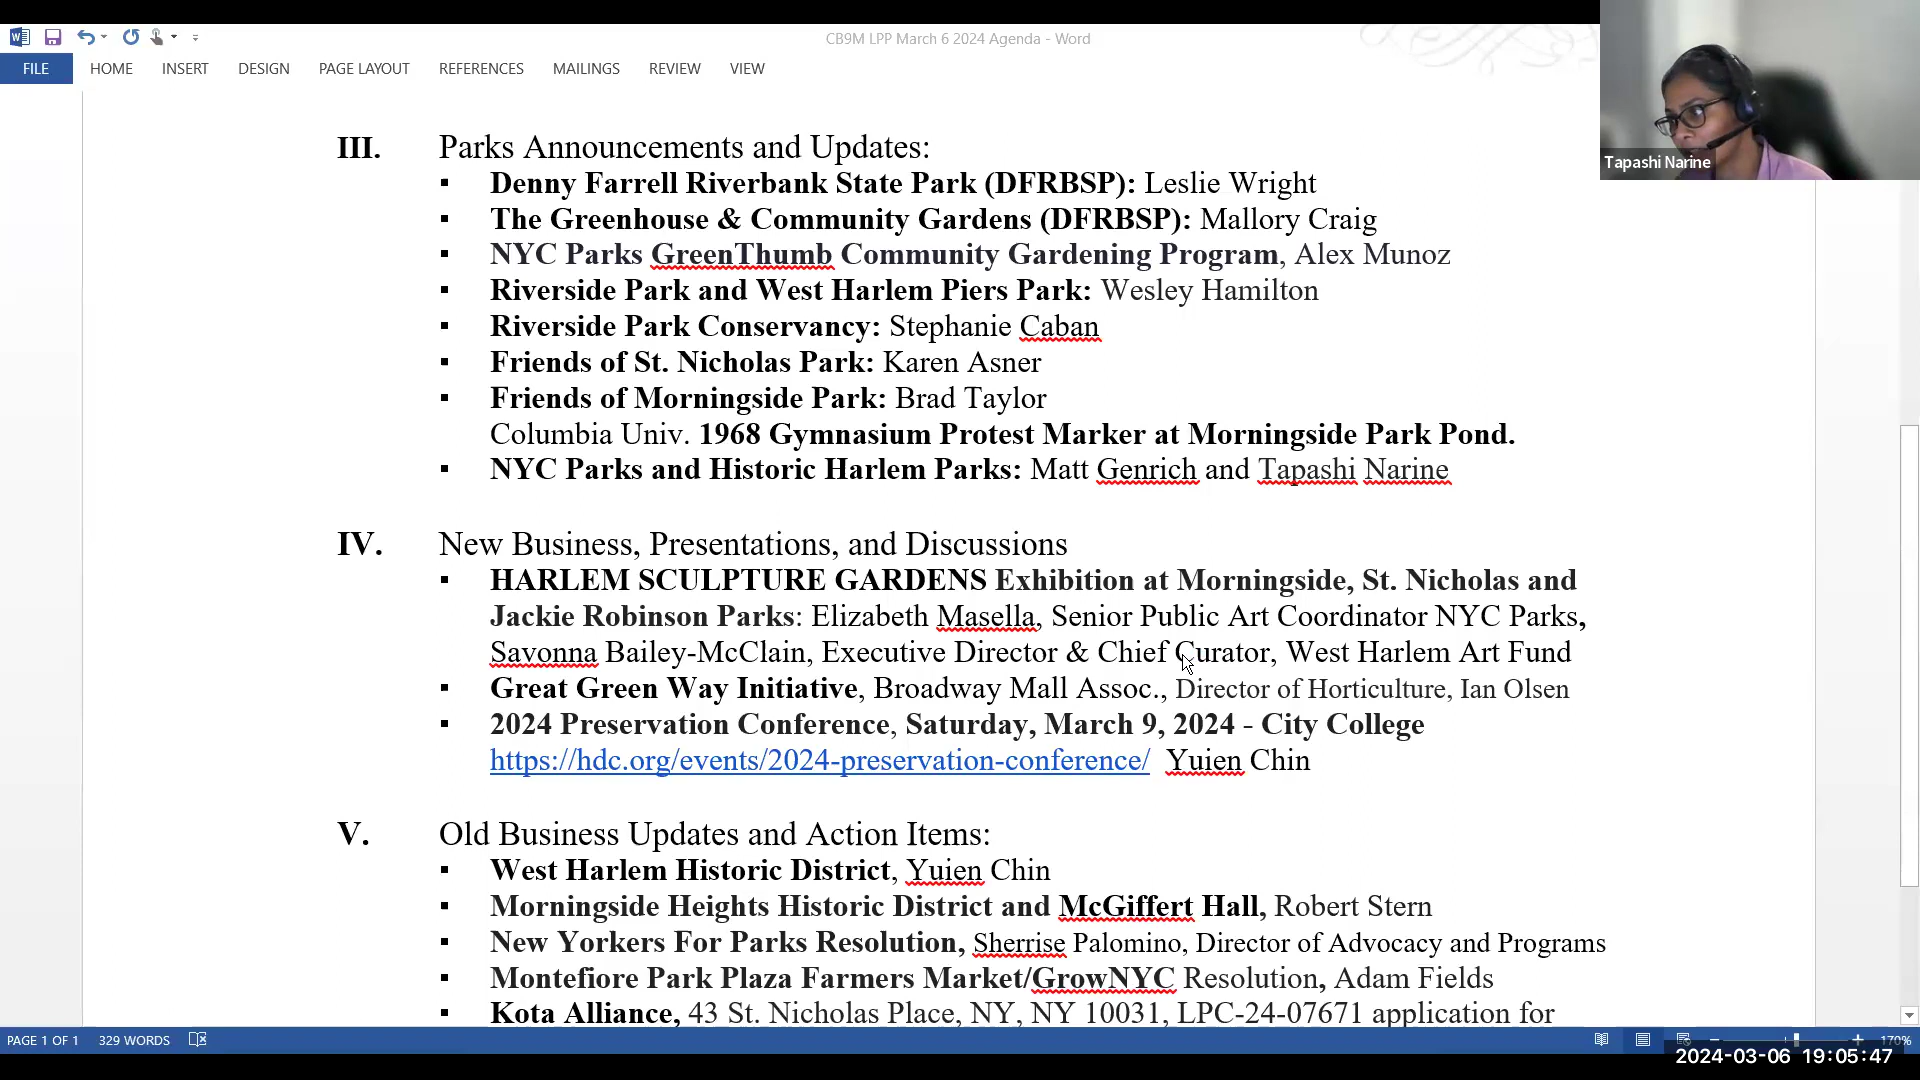 CB9M LPP March 6 2024 Agenda - Word
FILE HOME INSERT DESIGN PAGE LAYOUT REFERENCES MAILINGS REVIEW VIEW
Tapashi Narine
III. Parks Announcements and Updates:
▪ Denny Farrell Riverbank State Park (DFRBSP): Leslie Wright
▪ The Greenhouse & Community Gardens (DFRBSP): Mallory Craig
▪ NYC Parks GreenThumb Community Gardening Program, Alex Munoz
▪ Riverside Park and West Harlem Piers Park: Wesley Hamilton
▪ Riverside Park Conservancy: Stephanie Caban
▪ Friends of St. Nicholas Park: Karen Asner
▪ Friends of Morningside Park: Brad Taylor
Columbia Univ. 1968 Gymnasium Protest Marker at Morningside Park Pond.
▪ NYC Parks and Historic Harlem Parks: Matt Genrich and Tapashi Narine
IV. New Business, Presentations, and Discussions
▪ HARLEM SCULPTURE GARDENS Exhibition at Morningside, St. Nicholas and
Jackie Robinson Parks: Elizabeth Masella, Senior Public Art Coordinator NYC Parks,
Savonna Bailey-McClain, Executive Director & Chief Curator, West Harlem Art Fund
▪ Great Green Way Initiative, Broadway Mall Assoc., Director of Horticulture, Ian Olsen
▪ 2024 Preservation Conference, Saturday, March 9, 2024 - City College
https://hdc.org/events/2024-preservation-conference/ Yuien Chin
V. Old Business Updates and Action Items:
▪ West Harlem Historic District, Yuien Chin
▪ Morningside Heights Historic District and McGiffert Hall, Robert Stern
▪ New Yorkers For Parks Resolution, Sherrise Palomino, Director of Advocacy and Programs
▪ Montefiore Park Plaza Farmers Market/GrowNYC Resolution, Adam Fields
▪ Kota Alliance, 43 St. Nicholas Place, NY, NY 10031, LPC-24-07671 application for
PAGE 1 OF 1 329 WORDS 170%
2024-03-06 19:05:47